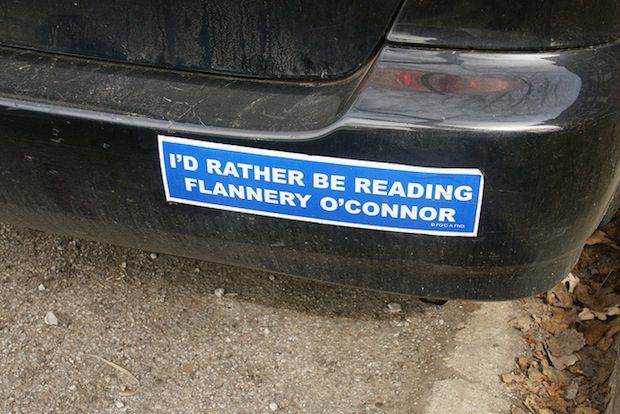 I'D RATHER BE READING
FLANNERY O'CONNOR